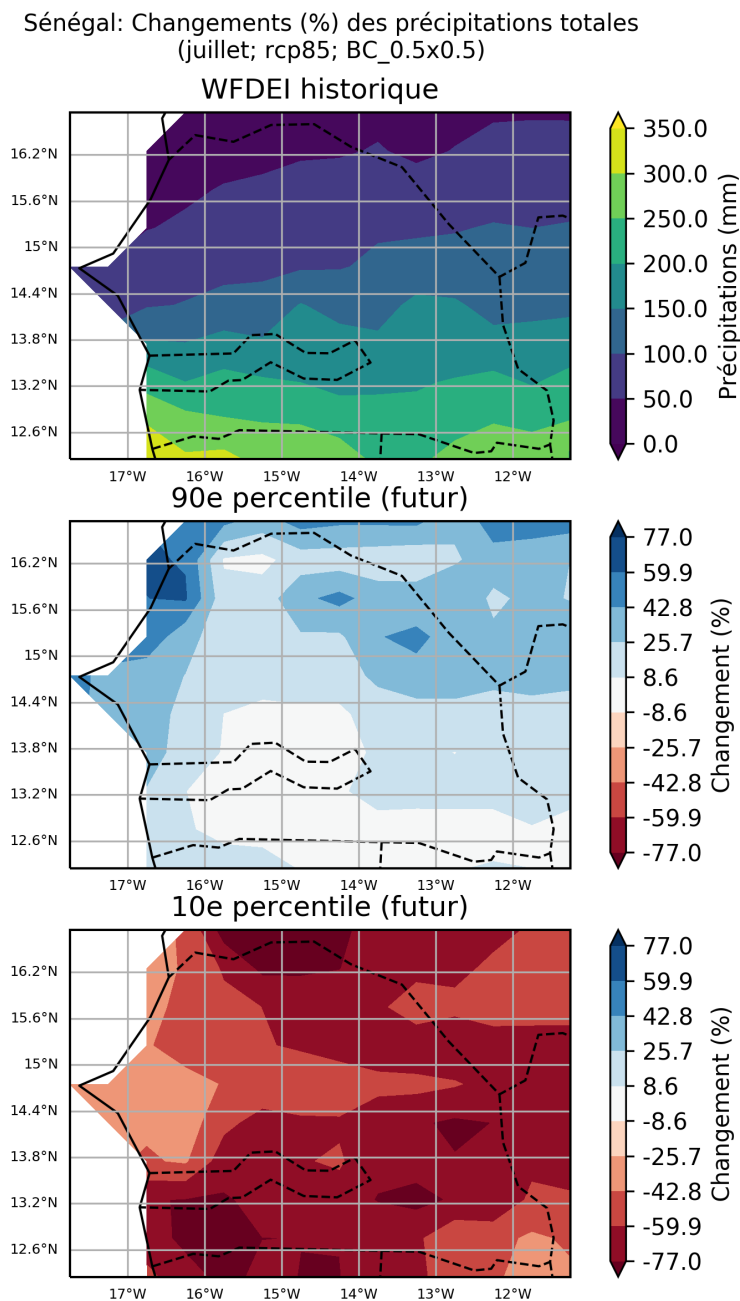 Sénégal: Changements (%) des précipitations totales
(juillet; rcp85; BC_0.5x0.5)
WFDEI historique
16.2°N
15.6°N
15°N
14.4°N
13.8°N
13.2°N
12.6°N
17°W 16°W 15°W 14°W 13°W 12°W
350.0
300.0
250.0
200.0
150.0
100.0
50.0
0.0
Précipitations (mm)
90e percentile (futur)
16.2°N
15.6°N
15°N
14.4°N
13.8°N
13.2°N
12.6°N
17°W 16°W 15°W 14°W 13°W 12°W
77.0
59.9
42.8
25.7
8.6
-8.6
-25.7
-42.8
-59.9
-77.0
Changement (%)
10e percentile (futur)
16.2°N
15.6°N
15°N
14.4°N
13.8°N
13.2°N
12.6°N
17°W 16°W 15°W 14°W 13°W 12°W
77.0
59.9
42.8
25.7
8.6
-8.6
-25.7
-42.8
-59.9
-77.0
Changement (%)